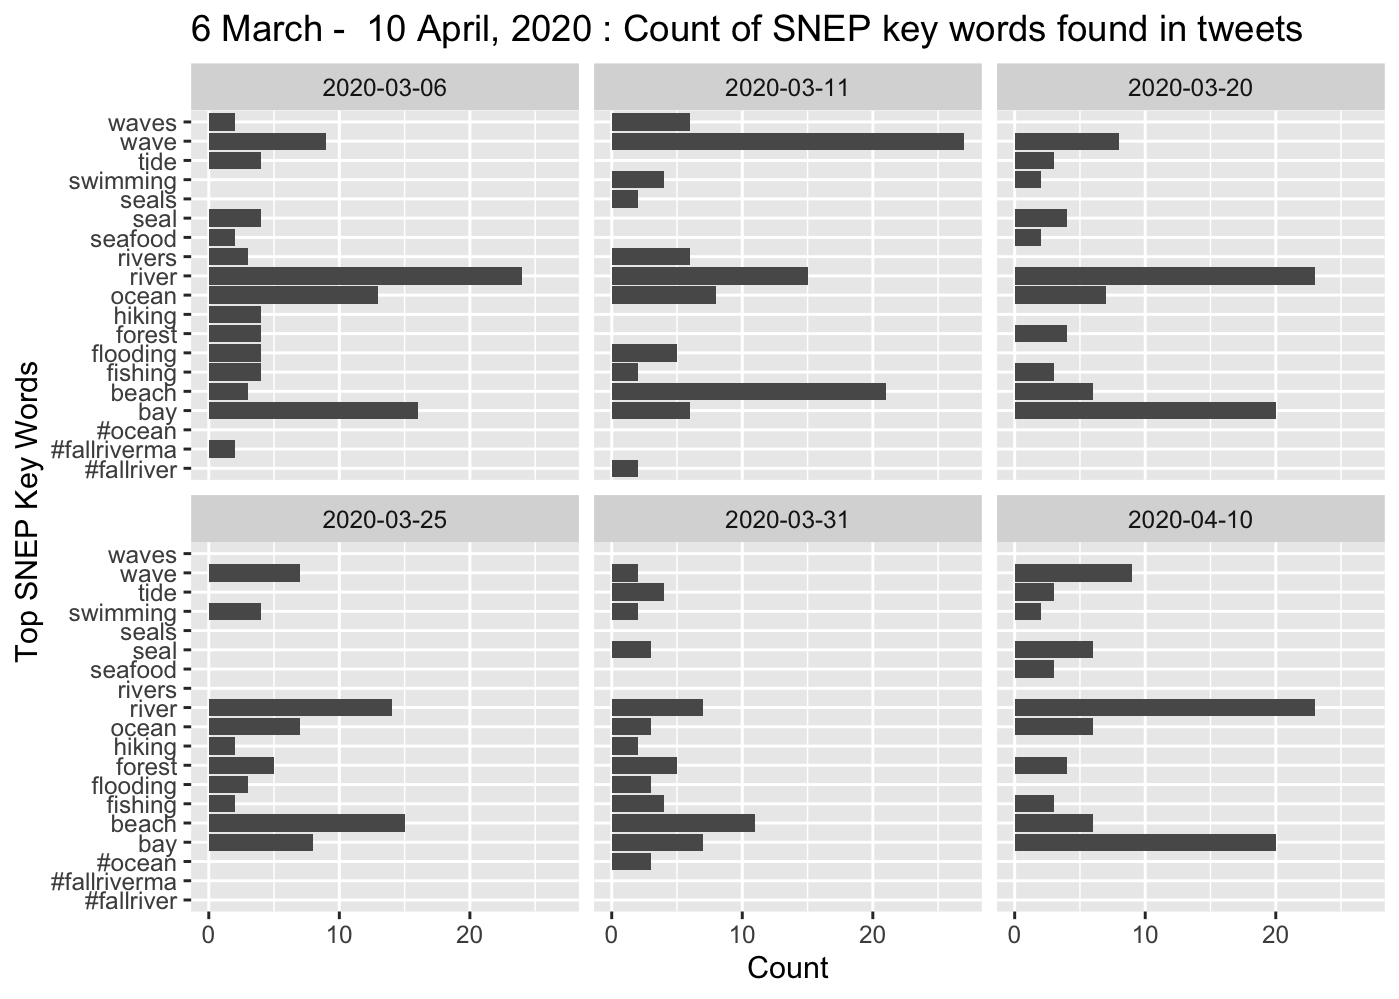 6 March -  10 April, 2020 : Count of SNEP key words found in tweets
2020-03-06
2020-03-11
2020-03-20
waves
wave
tide
swimming
seals
seal
seafood
rivers
river
ocean
hiking
forest
flooding
fishing
beach
bay
#ocean
#fallriverma
#fallriver
2020-03-25
2020-03-31
2020-04-10
waves
wave
tide
swimming
seals
seal
seafood
rivers
river
ocean
hiking
forest
flooding
fishing
beach
bay
#ocean
#fallriverma
#fallriver
0 10 20 0 10 20 0 10 20
Count
Top SNEP Key Words